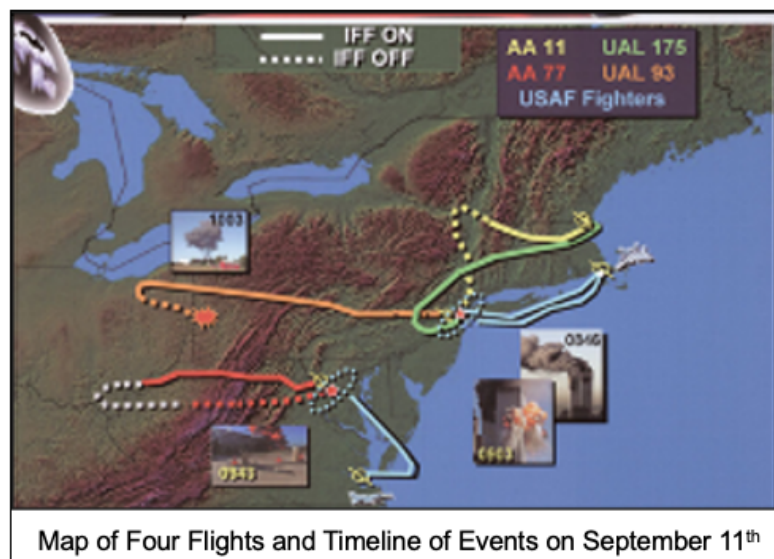 IFF ON
IFF OFF
AA 11 UAL 175
AA 77 UAL 93
USAF Fighters
1003
0846
0903
0943
Map of Four Flights and Timeline of Events on September 11th